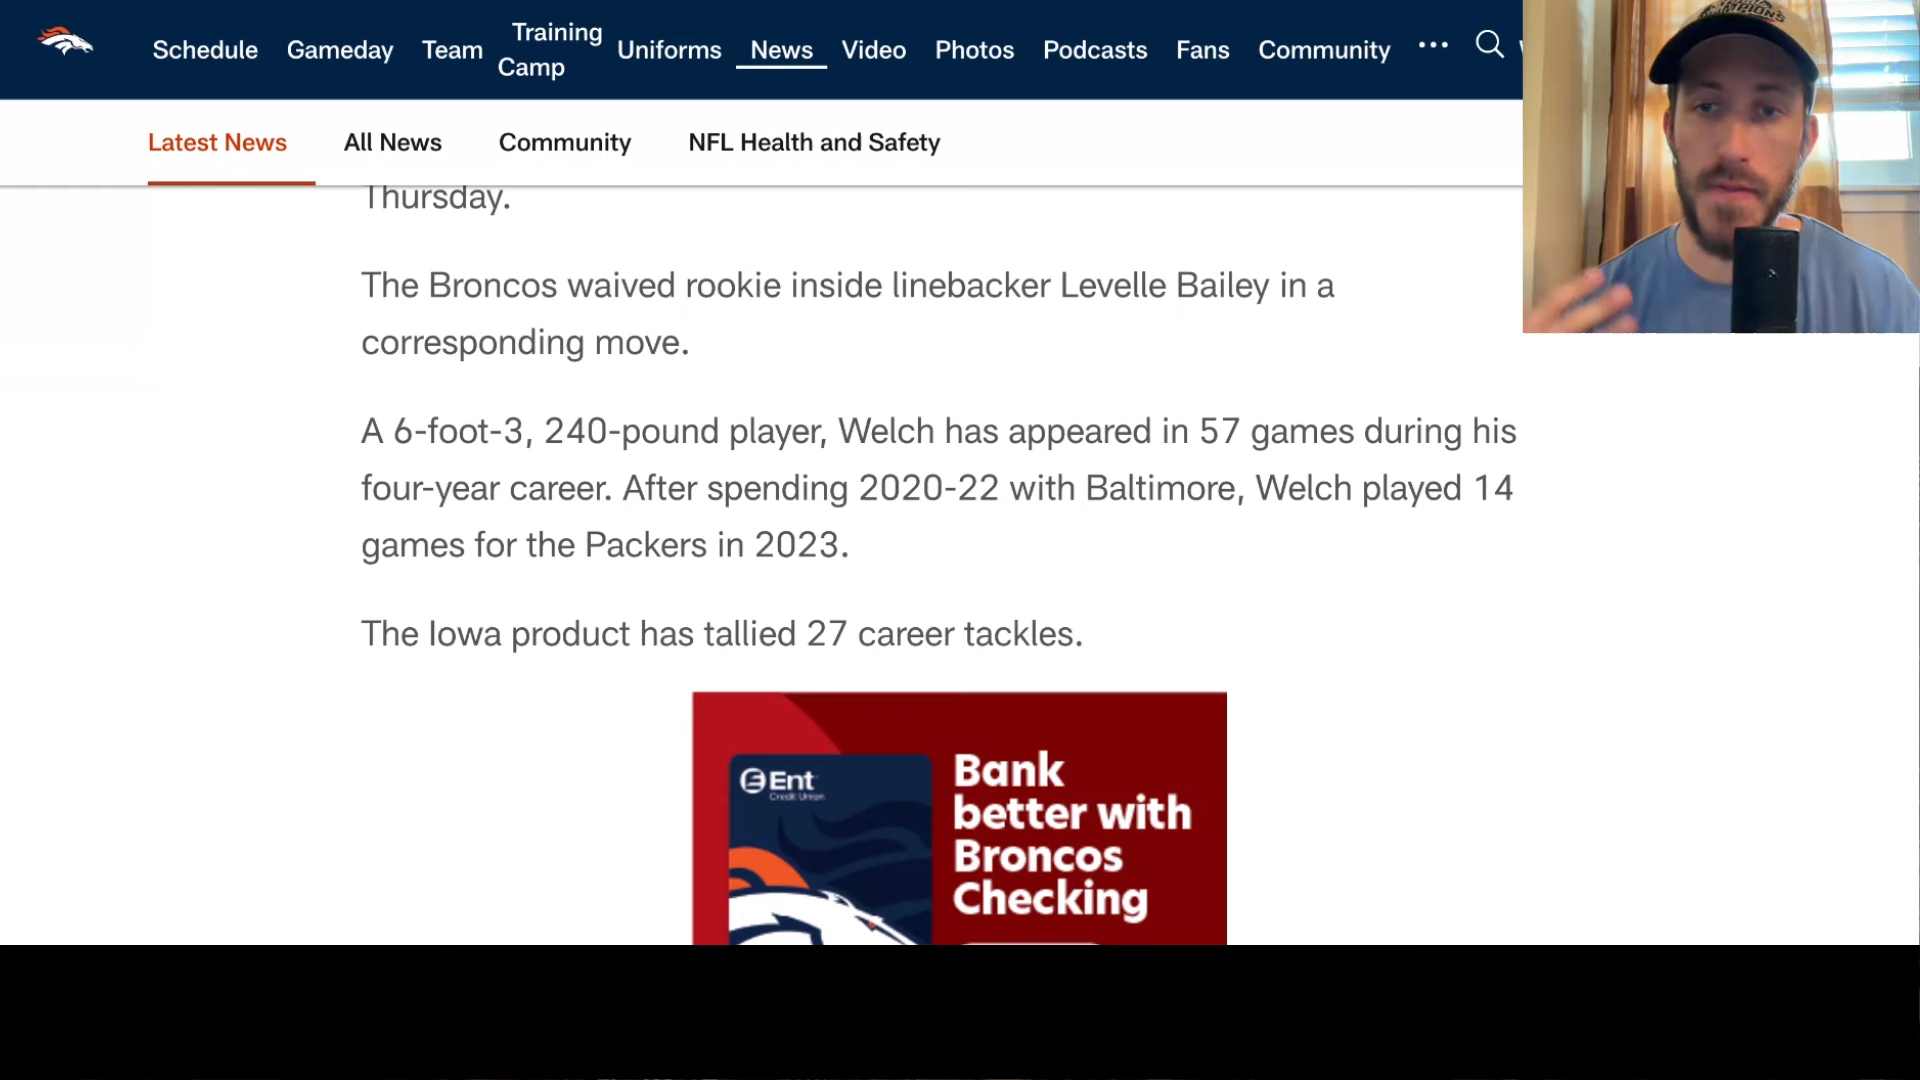 Schedule Gameday Team Training Camp Uniforms News Video Photos Podcasts Fans Community
Latest News All News Community NFL Health and Safety
Thursday.
The Broncos waived rookie inside linebacker Levelle Bailey in a
corresponding move.
A 6-foot-3, 240-pound player, Welch has appeared in 57 games during his
four-year career. After spending 2020-22 with Baltimore, Welch played 14
games for the Packers in 2023.
The Iowa product has tallied 27 career tackles.
Ent
Credit Union
Bank
better with
Broncos
Checking